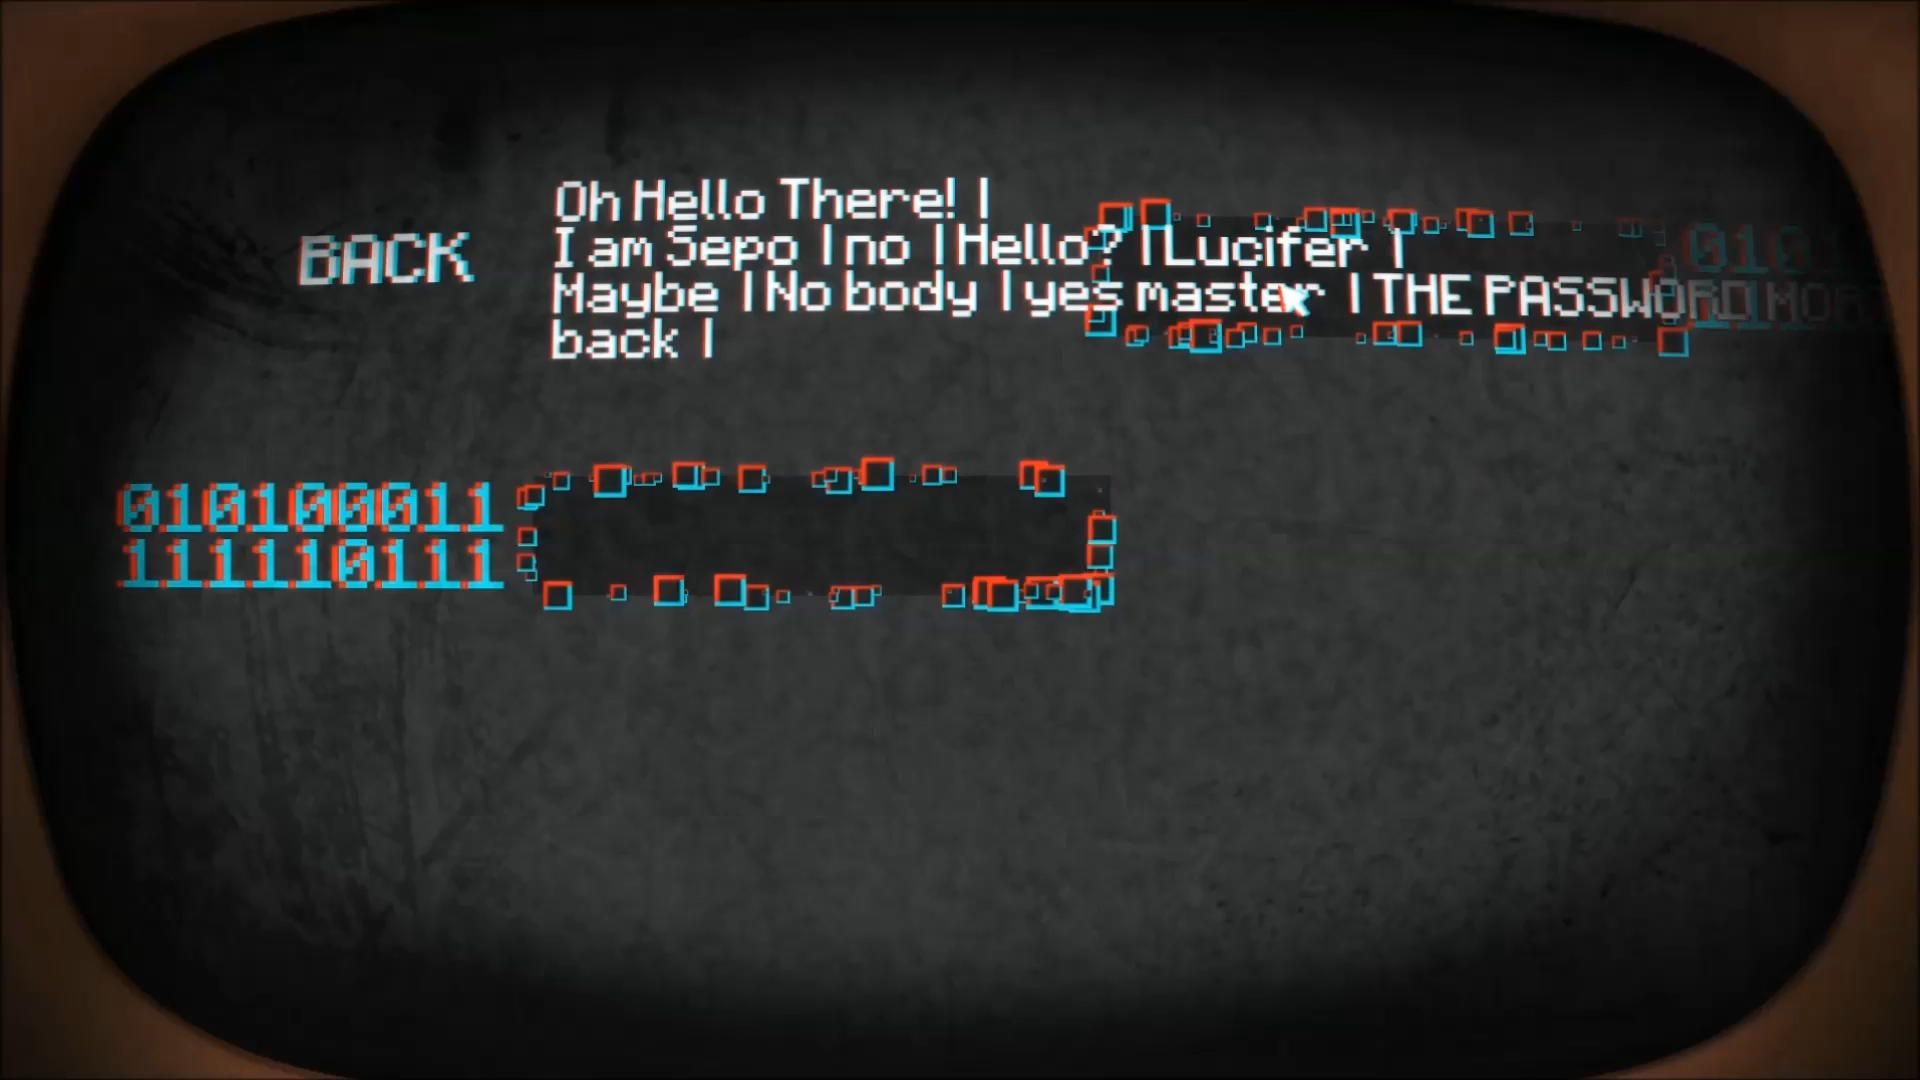 Oh Hello There! |
BACK
I am Sepo | no | Hello? | Lucifer |
Maybe | No body | yes master | THE PASSWORD
back |
010100011
111110111